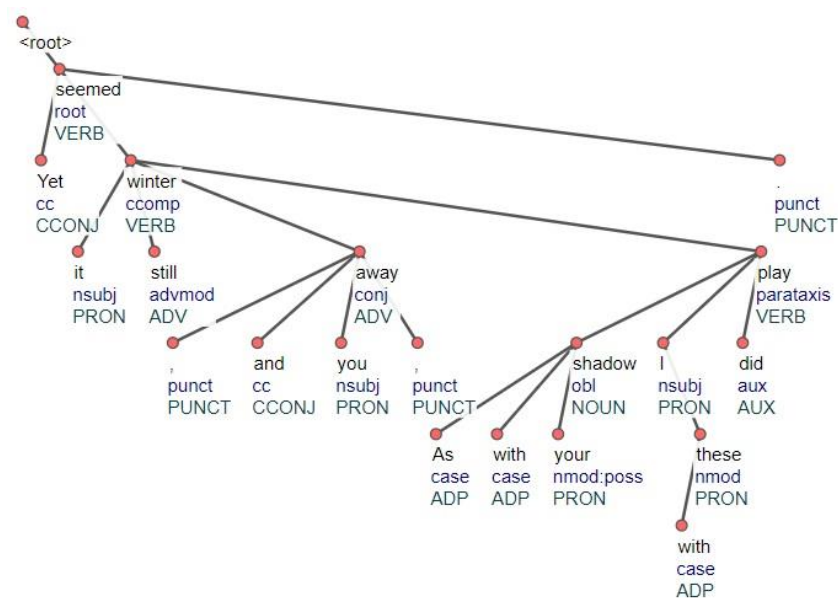 <root>
seemed
root
VERB
Yet
cc
CCONJ
winter
ccomp
VERB
.
punct
PUNCT
it
nsubj
PRON
still
advmod
ADV
away
conj
ADV
play
parataxis
VERB
,
punct
PUNCT
and
cc
CCONJ
you
nsubj
PRON
,
punct
PUNCT
shadow
obl
NOUN
I
nsubj
PRON
did
aux
AUX
As
case
ADP
with
case
ADP
your
nmod:poss
PRON
these
nmod
PRON
with
case
ADP